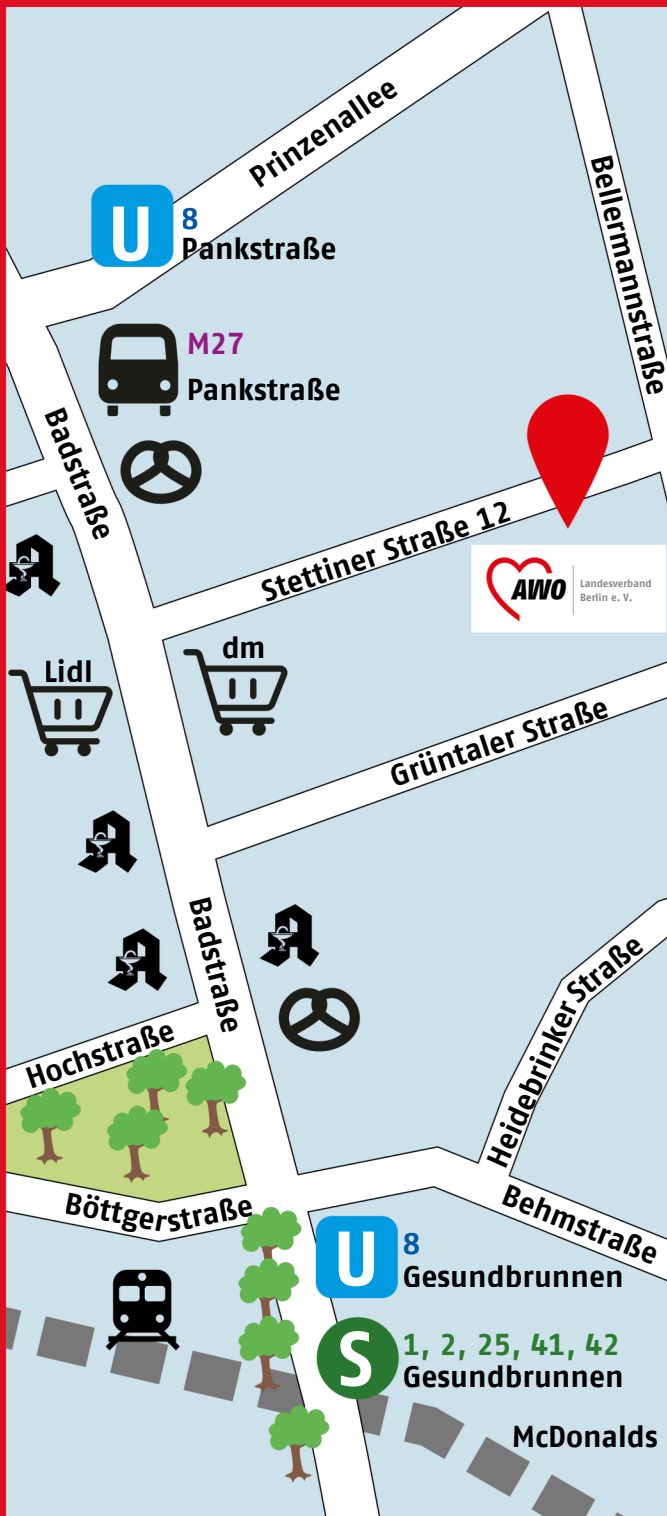 Prinzenallee
Bellermannstraße
U
8
Pankstraße
M27
Pankstraße
Badstraße
Stettiner Straße 12
AWO
Landesverband
Berlin e. V.
dm
Lidl
Grüntaler Straße
Badstraße
Heidebrinker Straße
Hochstraße
Böttgerstraße
Behmstraße
U
8
Gesundbrunnen
S
1, 2, 25, 41, 42
Gesundbrunnen
McDonalds